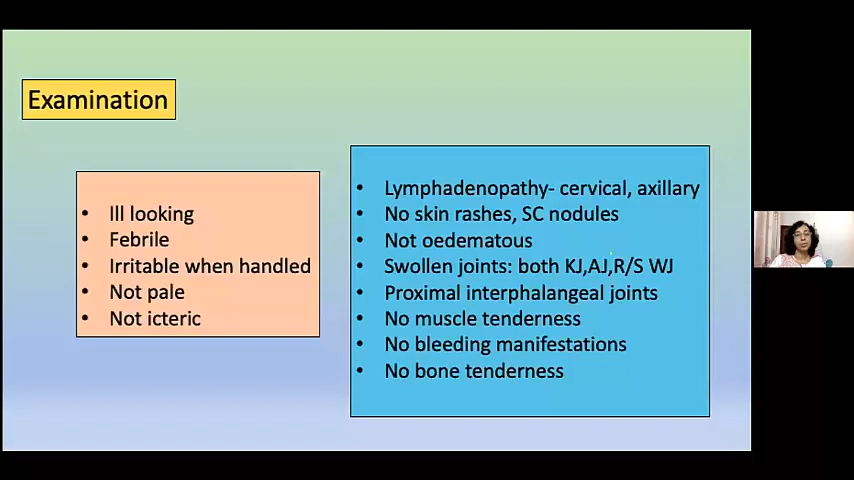 Examination
• Ill looking
• Febrile
• Irritable when handled
• Not pale
• Not icteric
• Lymphadenopathy- cervical, axillary
• No skin rashes, SC nodules
• Not oedematous
• Swollen joints: both KJ,AJ,R/S WJ
• Proximal interphalangeal joints
• No muscle tenderness
• No bleeding manifestations
• No bone tenderness